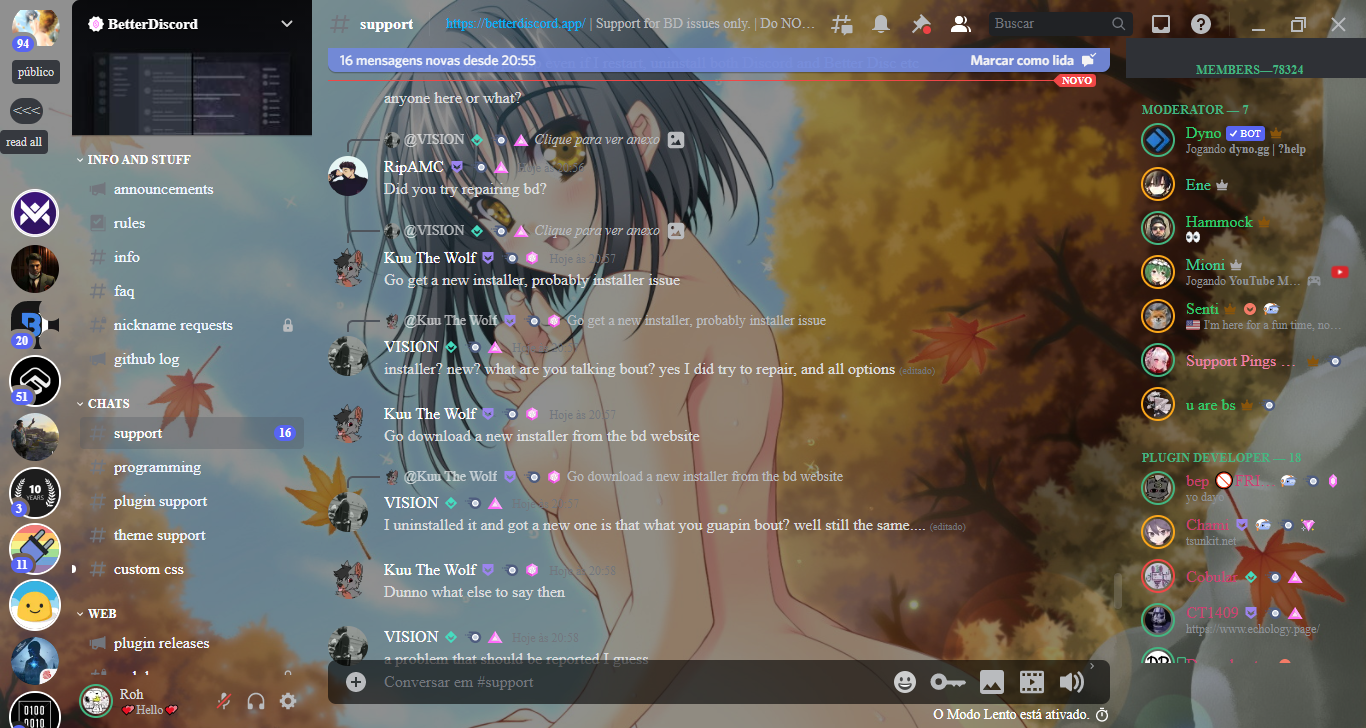 94
público
<<<
read all
20
51
10
YEARS
3
11
BetterDiscord
INFO AND STUFF
announcements
rules
info
faq
nickname requests
github log
CHATS
support
16
programming
plugin support
theme support
custom css
WEB
plugin releases
Roh
Hello
support
https://betterdiscord.app/ | Support for BD issues only. | Do NO...
Buscar
16 mensagens novas desde 20:55
Marcar como lida
NOVO
anyone here or what?
@VISION Clique para ver anexo
RipAMC
Did you try repairing bd?
@VISION Clique para ver anexo
Kuu The Wolf Hoje às 20:57
Go get a new installer, probably installer issue
@Kuu The Wolf Go get a new installer, probably installer issue
VISION
installer? new? what are you talking bout? yes I did try to repair, and all options (editado)
Kuu The Wolf Hoje às 20:57
Go download a new installer from the bd website
@Kuu The Wolf Go download a new installer from the bd website
VISION
I uninstalled it and got a new one is that what you guapin bout? well still the same.... (editado)
Kuu The Wolf Hoje às 20:58
Dunno what else to say then
VISION Hoje às 20:58
a problem that should be reported I guess
Conversar em #support
O Modo Lento está ativado.
MEMBERS—78324
MODERATOR — 7
Dyno BOT
Jogando dyno.gg | ?help
Ene
Hammock
Mioni
Jogando YouTube M...
Senti
I'm here for a fun time, no...
Support Pings ...
u are bs
PLUGIN DEVELOPER — 18
bep
yo dayo
tsunkit.net
CT1409
https://www.echology.page/